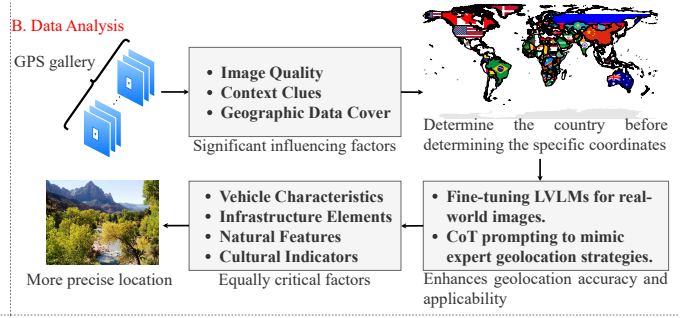 B. Data Analysis
GPS gallery
• Image Quality
• Context Clues
• Geographic Data Cover
Significant influencing factors
Determine the country before
determining the specific coordinates
• Fine-tuning LVLMs for real-
world images.
• CoT prompting to mimic
expert geolocation strategies.
Enhances geolocation accuracy and
applicability
• Vehicle Characteristics
• Infrastructure Elements
• Natural Features
• Cultural Indicators
Equally critical factors
More precise location